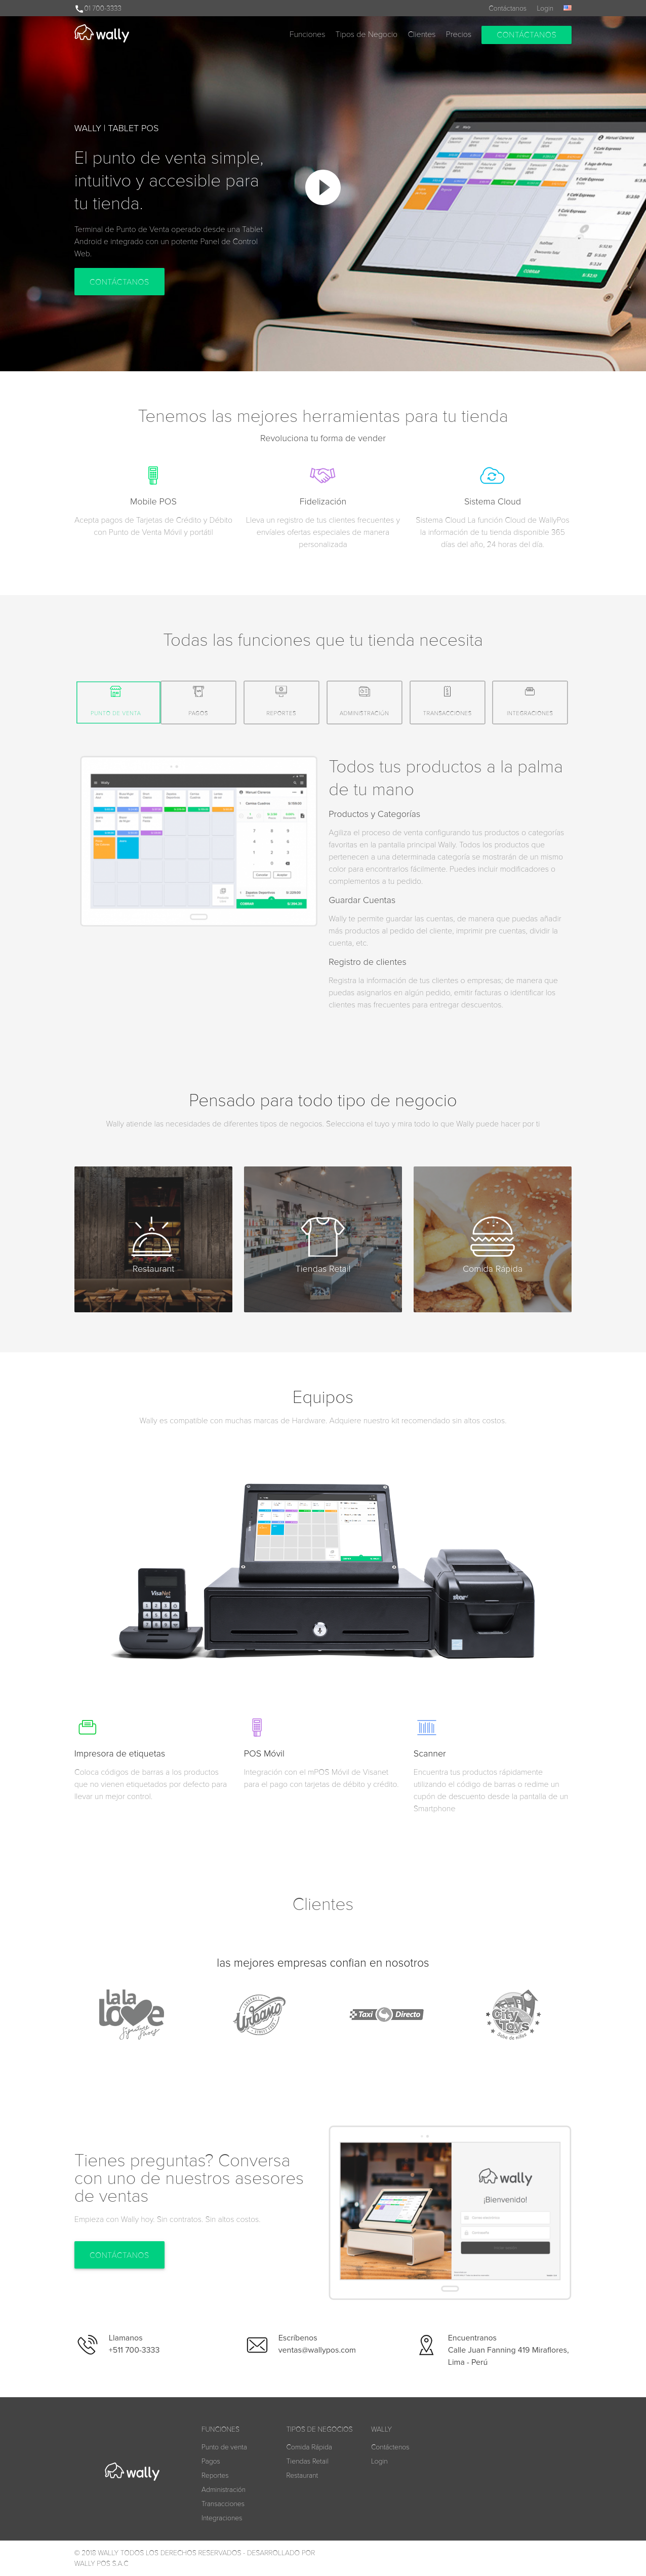 01 700-3333
Contáctanos
Login
wally
Funciones
Tipos de Negocio
Clientes
Precios
CONTÁCTANOS
WALLY | TABLET POS
El punto de venta simple,
intuitivo y accesible para
tu tienda.
Terminal de Punto de Venta operado desde una Tablet
Android e integrado con un potente Panel de Control
Web.
CONTÁCTANOS
Tenemos las mejores herramientas para tu tienda
Revoluciona tu forma de vender
Mobile POS
Acepta pagos de Tarjetas de Crédito y Débito
con Punto de Venta Móvil y portátil
Fidelización
Lleva un registro de tus clientes frecuentes y
envíales ofertas especiales de manera
personalizada
Sistema Cloud
Sistema Cloud La función Cloud de WallyPos
la información de tu tienda disponible 365
días del año, 24 horas del día.
Todas las funciones que tu tienda necesita
PUNTO DE VENTA
PAGOS
REPORTES
ADMINISTRACIÓN
TRANSACCIONES
INTEGRACIONES
Todos tus productos a la palma
de tu mano
Productos y Categorías
Agiliza el proceso de venta configurando tus productos o categorías
favoritas en la pantalla principal Wally. Todos los productos que
pertenecen a una determinada categoría se mostrarán de un mismo
color para encontrarlos fácilmente. Puedes incluir modificadores o
complementos a tu pedido.
Guardar Cuentas
Wally te permite guardar las cuentas, de manera que puedas añadir
más productos al pedido del cliente, imprimir pre cuentas, dividir la
cuenta, etc.
Registro de clientes
Registra la información de tus clientes o empresas, de manera que
puedas asignarlos en algún pedido, emitir facturas o identificar los
clientes mas frecuentes para entregar descuentos.
Pensado para todo tipo de negocio
Wally atiende las necesidades de diferentes tipos de negocios. Selecciona el tuyo y mira todo lo que Wally puede hacer por ti.
Restaurant
Tiendas Retail
Comida Rápida
Equipos
Wally es compatible con muchas marcas de Hardware. Adquiere nuestro kit recomendado sin altos costos.
VisaNet
star
Impresora de etiquetas
Coloca códigos de barras a los productos
que no vienen etiquetados por defecto para
llevar un mejor control.
POS Móvil
Integración con el mPOS Móvil de Visanet
para el pago con tarjetas de débito y crédito.
Scanner
Encuentra tus productos rápidamente
utilizando el código de barras o redime un
cupón de descuento desde la pantalla de un
Smartphone
Clientes
las mejores empresas confian en nosotros
lala love
Signature Things
Urbano
Taxi Directo
City Toys
Tienes preguntas? Conversa
con uno de nuestros asesores
de ventas
Empieza con Wally hoy. Sin contratos, Sin altos costos.
CONTÁCTANOS
wally
¡Bienvenido!
Llamanos
+511 700-3333
Escríbenos
ventas@wallypos.com
Encuentranos
Calle Juan Fanning 419 Miraflores,
Lima - Perú
wally
FUNCIONES
Punto de venta
Pagos
Reportes
Administración
Transacciones
Integraciones
TIPOS DE NEGOCIOS
Comida Rápida
Tiendas Retail
Restaurant
WALLY
Contáctenos
Login
© 2018 WALLY TODOS LOS DERECHOS RESERVADOS - DESARROLLADO POR
WALLY POS S.A.C